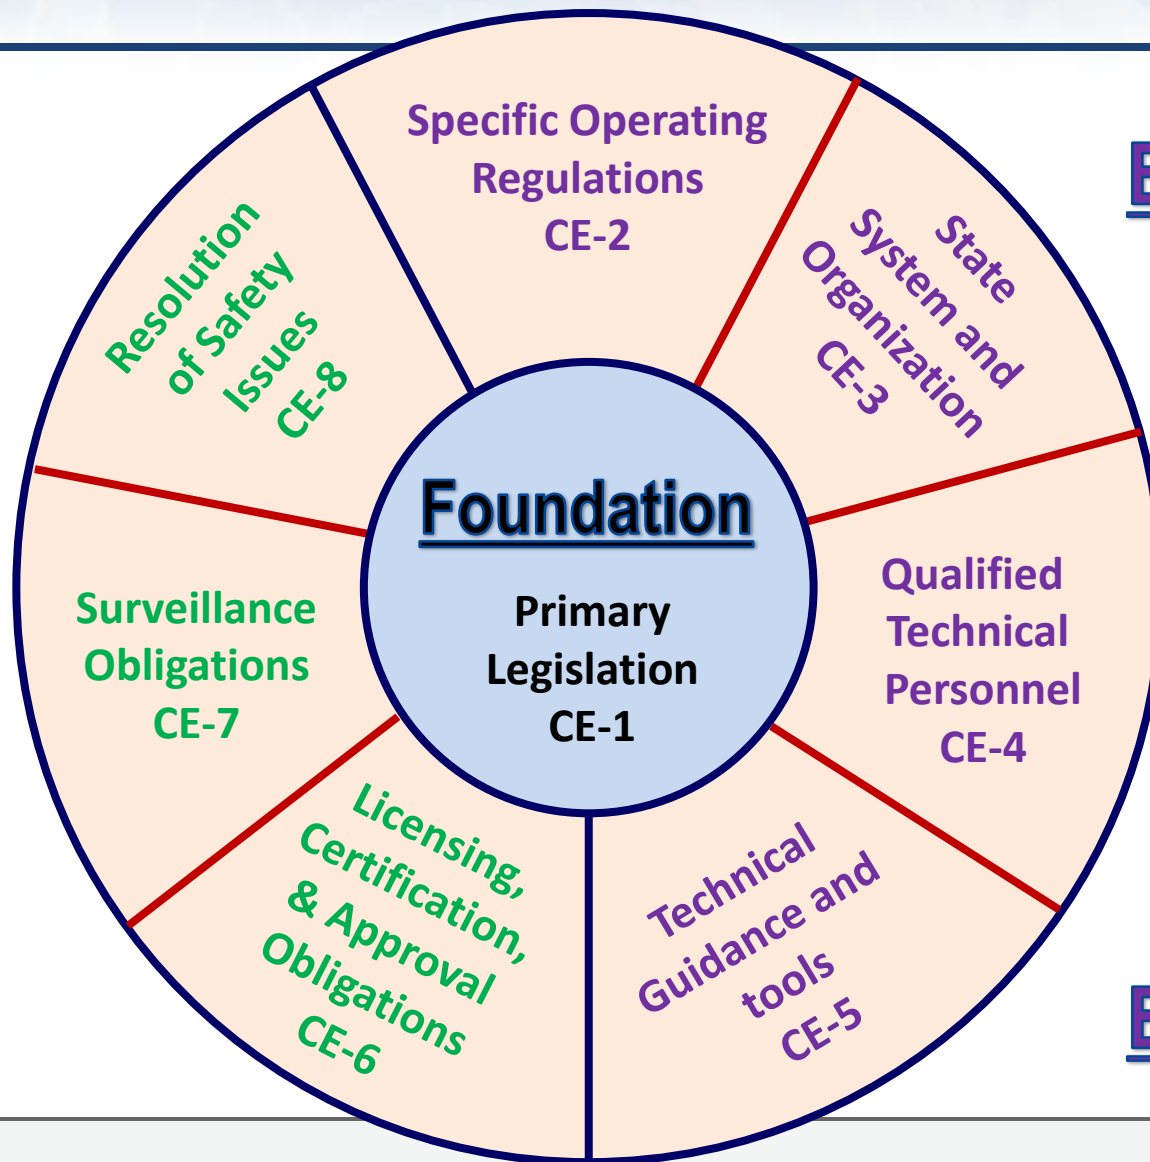 Specific Operating
Regulations
CE-2
State
System and
Organization
CE-3
Qualified
Technical
Personnel
CE-4
Technical
Guidance and
tools
CE-5
Licensing,
Certification,
& Approval
Obligations
CE-6
Surveillance
Obligations
CE-7
Resolution
of Safety
Issues
CE-8
Foundation
Primary
Legislation
CE-1